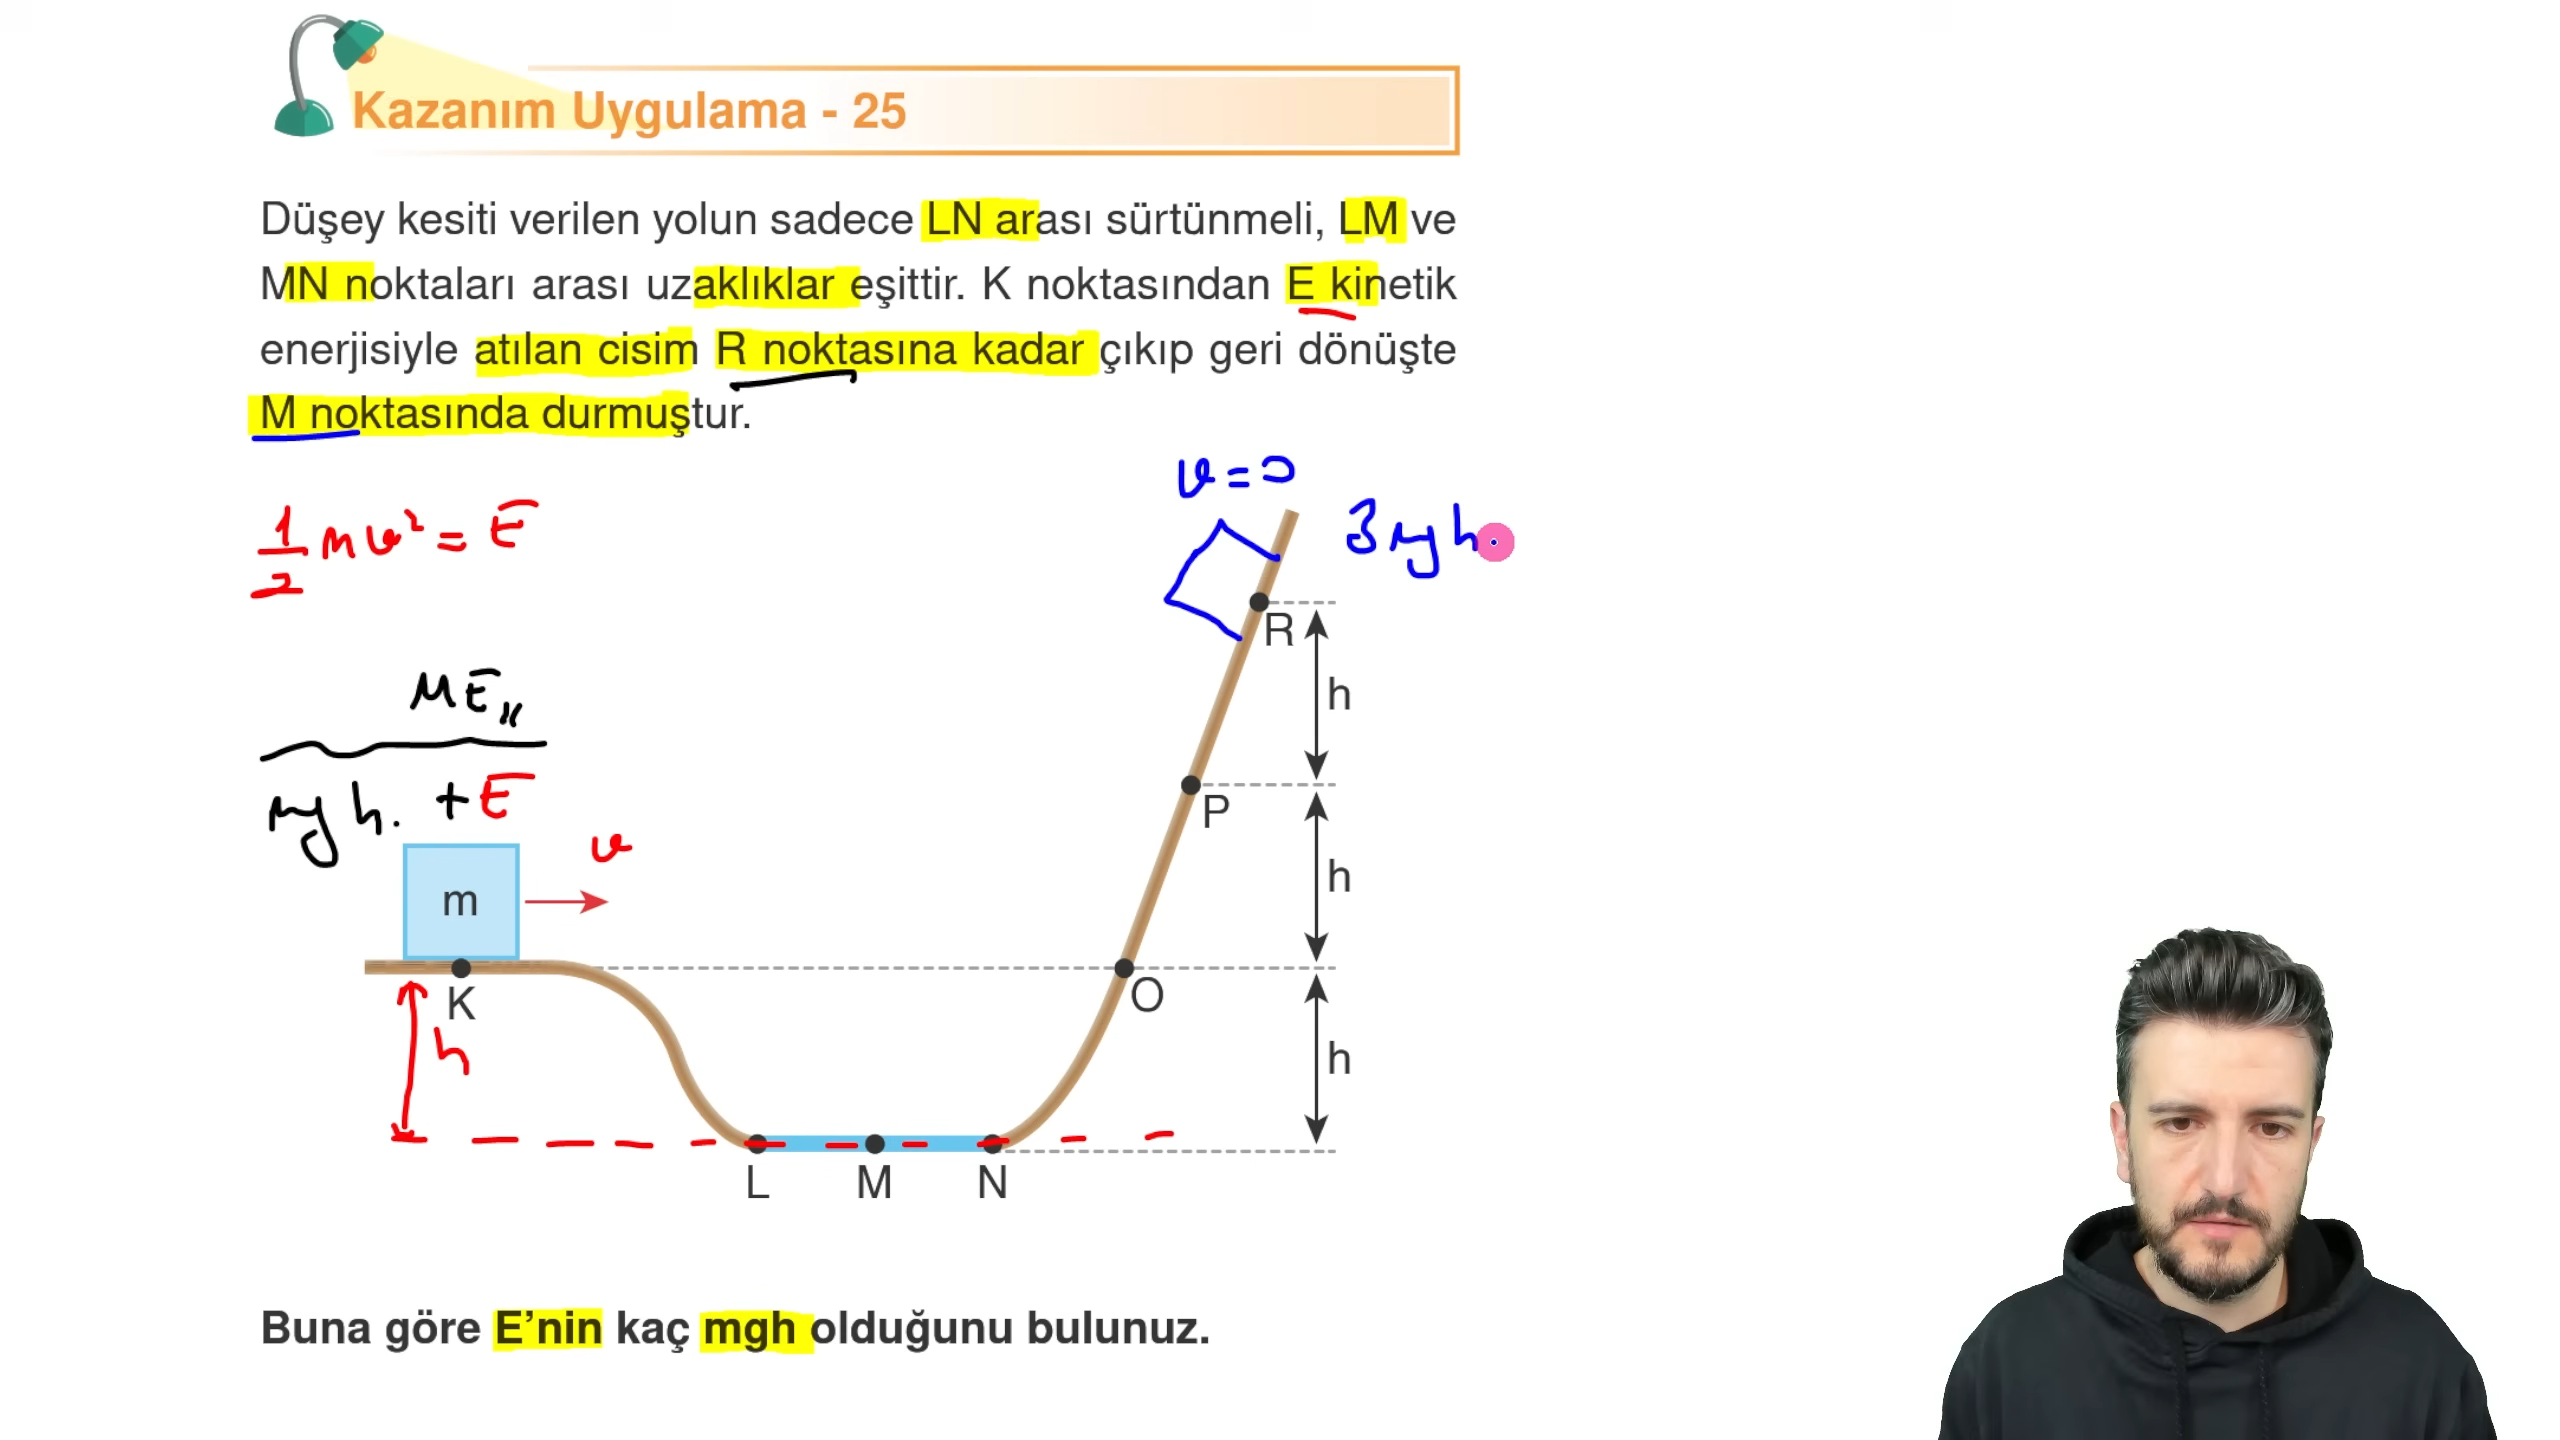 Kazanım Uygulama - 25
Düşey kesiti verilen yolun sadece LN arası sürtünmeli, LM ve
MN noktaları arası uzaklıklar eşittir. K noktasından E kinetik
enerjisiyle atılan cisim R noktasına kadar çıkıp geri dönüşte
M noktasında durmuştur.
v = 0
1/2 m v² = E
3mgh
R
h
ME K
mgh. + E
P
v
h
m
K
O
h
h
L M N
Buna göre E'nin kaç mgh olduğunu bulunuz.